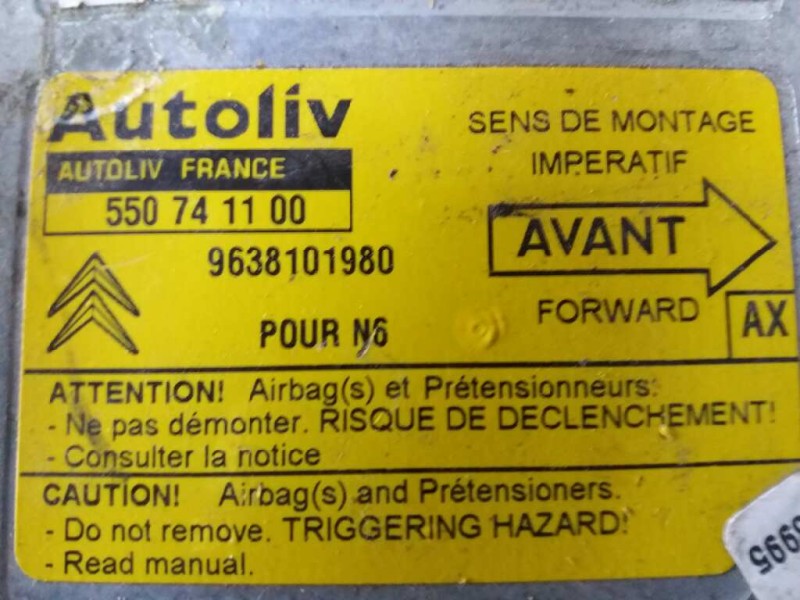 Autoliv
AUTOLIV FRANCE
550 74 11 00
9638101980
POUR N6
SENS DE MONTAGE
IMPERATIF
AVANT
FORWARD
AX
ATTENTION! Airbag(s) et Prétensionneurs:
- Ne pas démonter. RISQUE DE DECLENCHEMENT!
- Consulter la notice
CAUTION! Airbag(s) and Prétensioners.
- Do not remove. TRIGGERING HAZARD!
- Read manual.